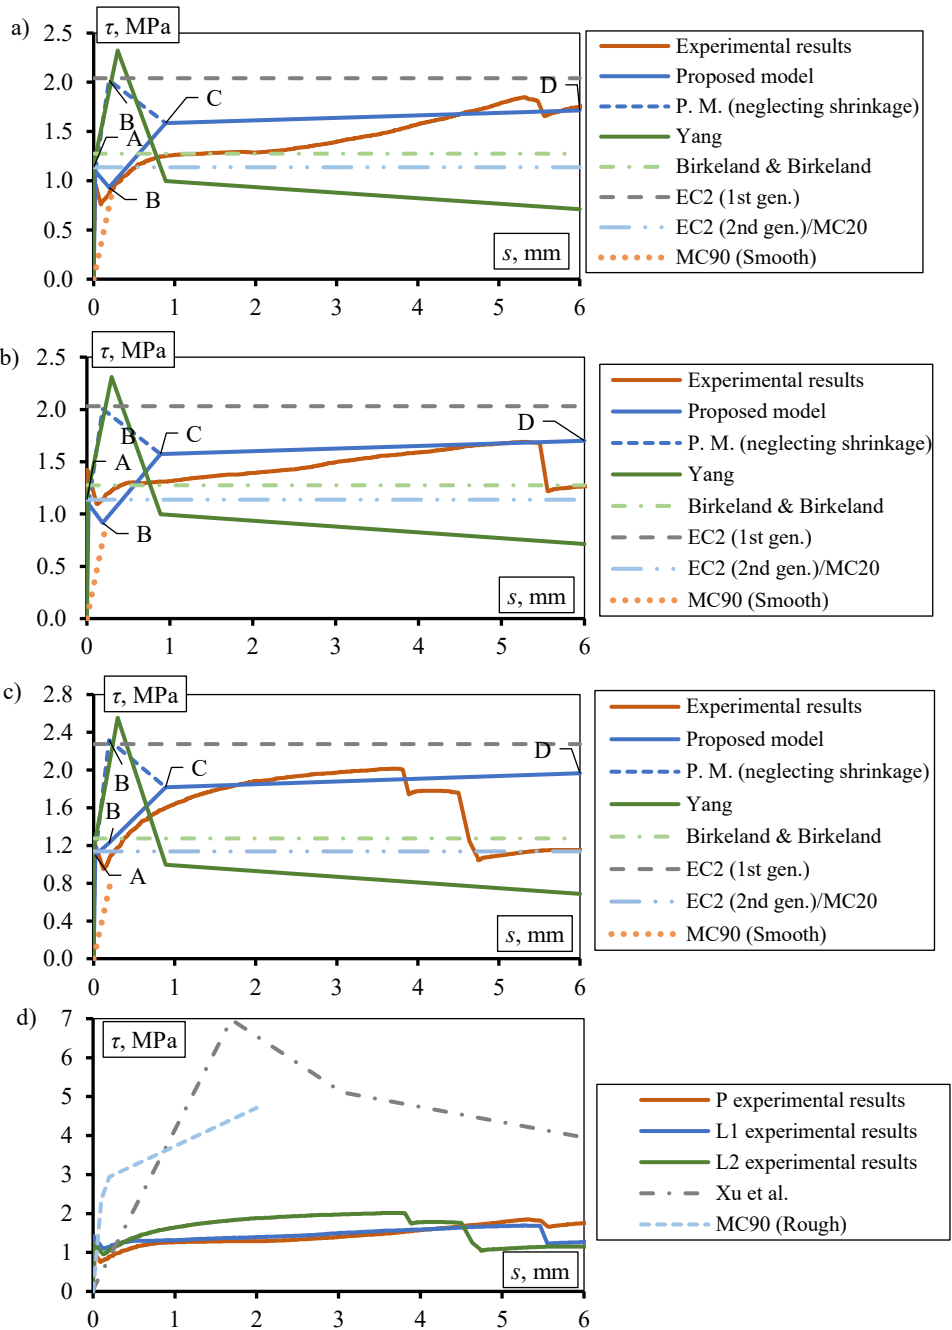 a)
τ, MPa
2.5
2.0
1.5
1.0
0.5
0.0
0 1 2 3 4 5 6
s, mm
A
B
B
C
D
Experimental results
Proposed model
P. M. (neglecting shrinkage)
Yang
Birkeland & Birkeland
EC2 (1st gen.)
EC2 (2nd gen.)/MC20
MC90 (Smooth)
b)
τ, MPa
2.5
2.0
1.5
1.0
0.5
0.0
0 1 2 3 4 5 6
s, mm
A
B
B
C
D
Experimental results
Proposed model
P. M. (neglecting shrinkage)
Yang
Birkeland & Birkeland
EC2 (1st gen.)
EC2 (2nd gen.)/MC20
MC90 (Smooth)
c)
τ, MPa
2.8
2.4
2.0
1.6
1.2
0.8
0.4
0.0
0 1 2 3 4 5 6
s, mm
A
B
B
C
D
Experimental results
Proposed model
P. M. (neglecting shrinkage)
Yang
Birkeland & Birkeland
EC2 (1st gen.)
EC2 (2nd gen.)/MC20
MC90 (Smooth)
d)
τ, MPa
7
6
5
4
3
2
1
0
0 1 2 3 4 5 6
s, mm
P experimental results
L1 experimental results
L2 experimental results
Xu et al.
MC90 (Rough)